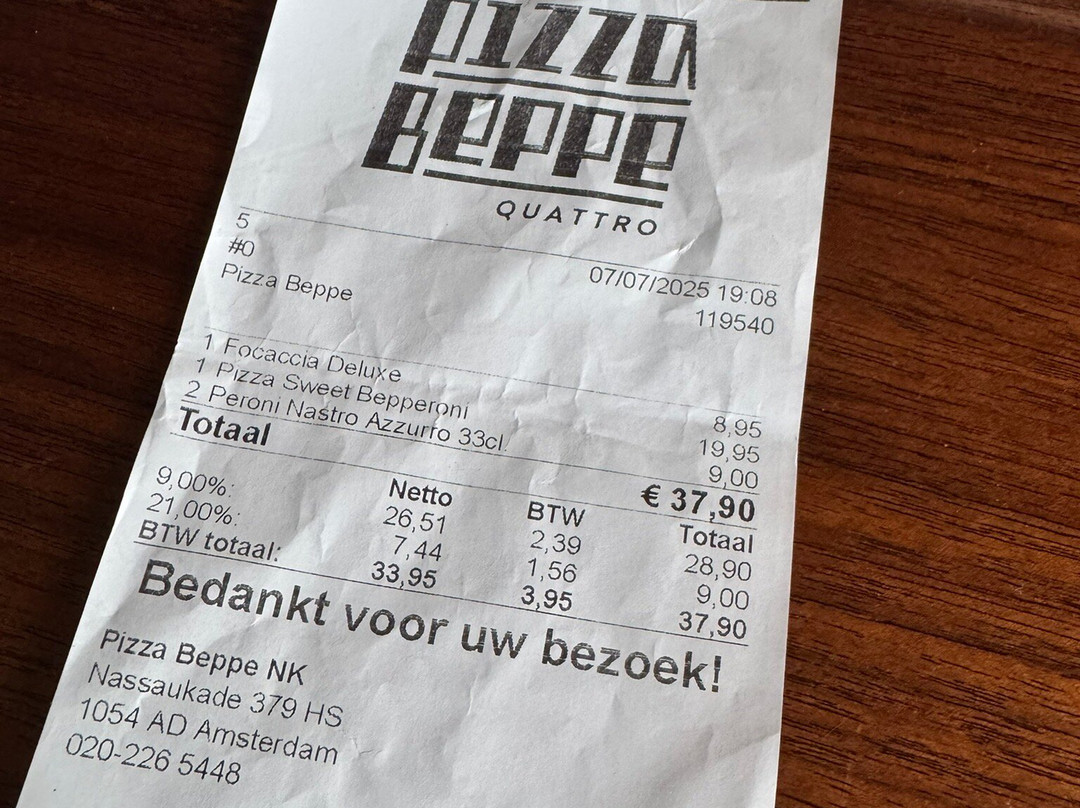 PIZZA
BEPPE
QUATTRO
5
#0 07/07/2025 19:08
Pizza Beppe 119540
1 Focaccia Deluxe 8,95
1 Pizza Sweet Bepperoni 19,95
2 Peroni Nastro Azzurro 33cl. 9,00
Totaal € 37,90
Netto BTW Totaal
9,00%: 26,51 2,39 28,90
21,00%: 7,44 1,56 9,00
BTW totaal: 33,95 3,95 37,90
Bedankt voor uw bezoek!
Pizza Beppe NK
Nassaukade 379 HS
1054 AD Amsterdam
020-226 5448